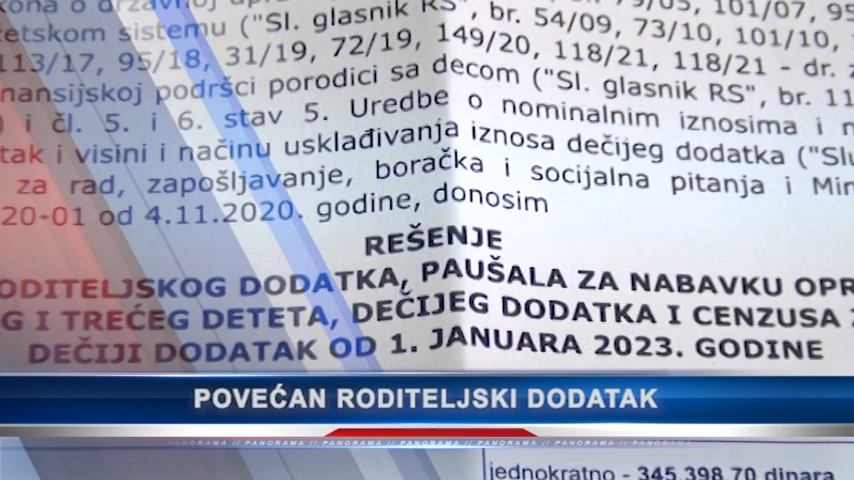 kona o državnoj upr
79/05, 101/07, 95
etskom sistemu ("Sl. glasnik RS", br. 54/09, 73/10, 101/10,
113/17, 95/18, 31/19, 72/19, 149/20, 118/21, 118/21 - dr. z
nansijskoj podršci porodici sa decom ("Sl. glasnik RS", br. 11
) i čl. 5. i 6. stav 5. Uredbe o nominalnim iznosima i n
tak i visini i načinu usklađivanja iznosa dečijeg dodatka ("Slu
za rad, zapošljavanje, boračka i socijalna pitanja i Min
20-01 od 4.11.2020. godine, donosim
REŠENJE
ODITELJSKOG DODATKA, PAUŠALA ZA NABAVKU OPR
G I TREĆEG DETETA, DEČIJEG DODATKA I CENZUSA Z
DEČIJI DODATAK OD 1. JANUARA 2023. GODINE
POVEĆAN RODITELJSKI DODATAK
PANORAMA // PANORAMA // PANORAMA // PANORAMA // PANORAMA // PANORAMA // PANORAMA
jednokratno - 345.398,70 dinara